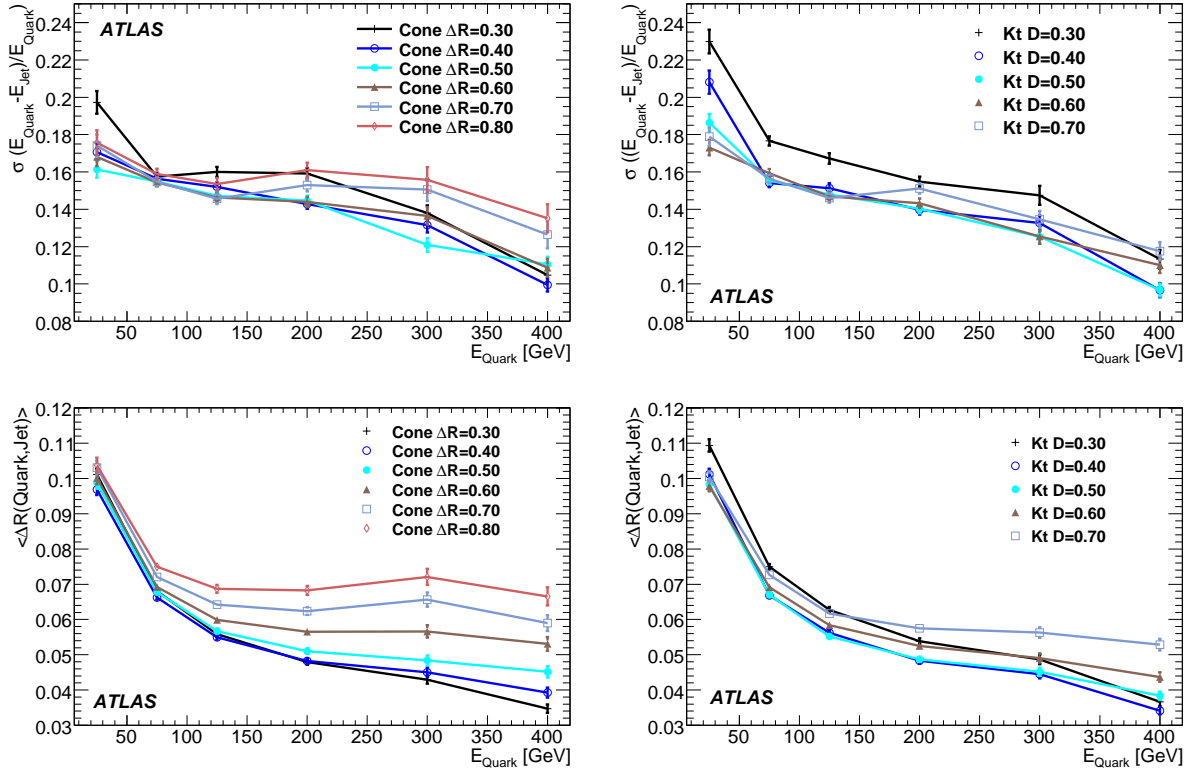 σ (E_Quark-E_Jet)/E_Quark)
0.24
0.22
0.2
0.18
0.16
0.14
0.12
0.1
0.08
ATLAS
Cone ΔR=0.30
Cone ΔR=0.40
Cone ΔR=0.50
Cone ΔR=0.60
Cone ΔR=0.70
Cone ΔR=0.80
50 100 150 200 250 300 350 400
E_Quark [GeV]
σ ((E_Quark-E_Jet)/E_Quark)
0.24
0.22
0.2
0.18
0.16
0.14
0.12
0.1
0.08
Kt D=0.30
Kt D=0.40
Kt D=0.50
Kt D=0.60
Kt D=0.70
ATLAS
50 100 150 200 250 300 350 400
E_Quark [GeV]
<ΔR(Quark,Jet)>
0.12
0.11
0.1
0.09
0.08
0.07
0.06
0.05
0.04
0.03
Cone ΔR=0.30
Cone ΔR=0.40
Cone ΔR=0.50
Cone ΔR=0.60
Cone ΔR=0.70
Cone ΔR=0.80
ATLAS
50 100 150 200 250 300 350 400
E_Quark [GeV]
<ΔR(Quark,Jet)>
0.12
0.11
0.1
0.09
0.08
0.07
0.06
0.05
0.04
0.03
Kt D=0.30
Kt D=0.40
Kt D=0.50
Kt D=0.60
Kt D=0.70
ATLAS
50 100 150 200 250 300 350 400
E_Quark [GeV]